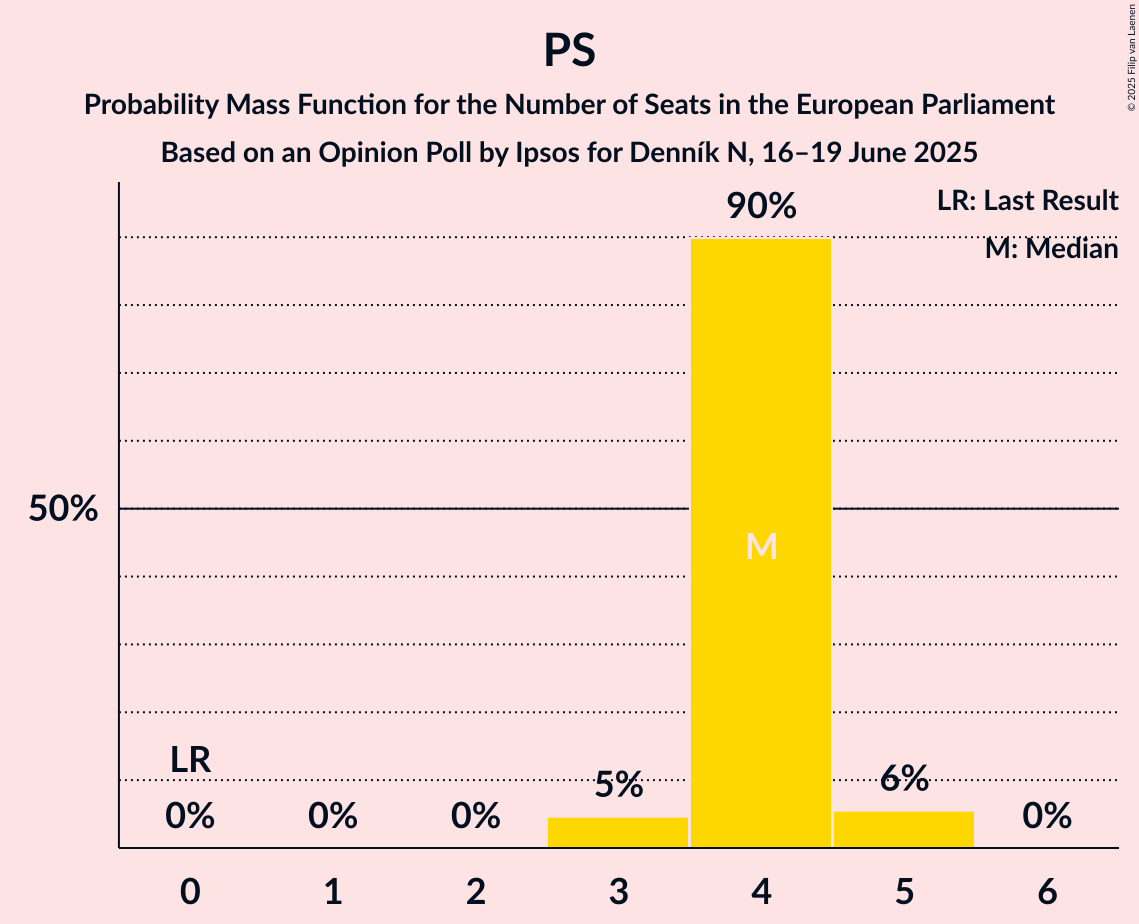 PS
Probability Mass Function for the Number of Seats in the European Parliament
Based on an Opinion Poll by Ipsos for Denník N, 16–19 June 2025
© 2025 Filip van Laenen
LR: Last Result
M: Median
90%
50%
M
LR
0%
0%
0%
5%
6%
0%
0
1
2
3
4
5
6